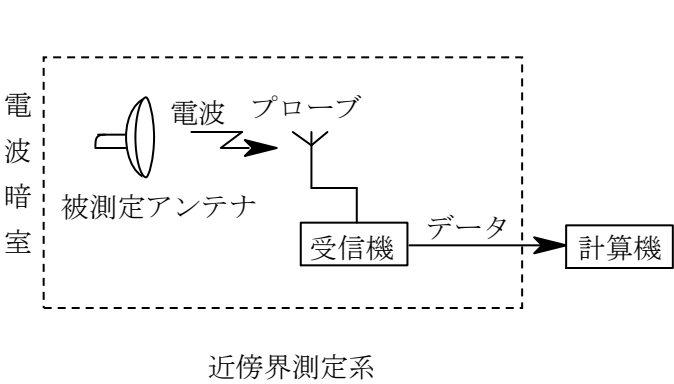 電波暗室
電波
プローブ
被測定アンテナ
受信機
データ
計算機
近傍界測定系